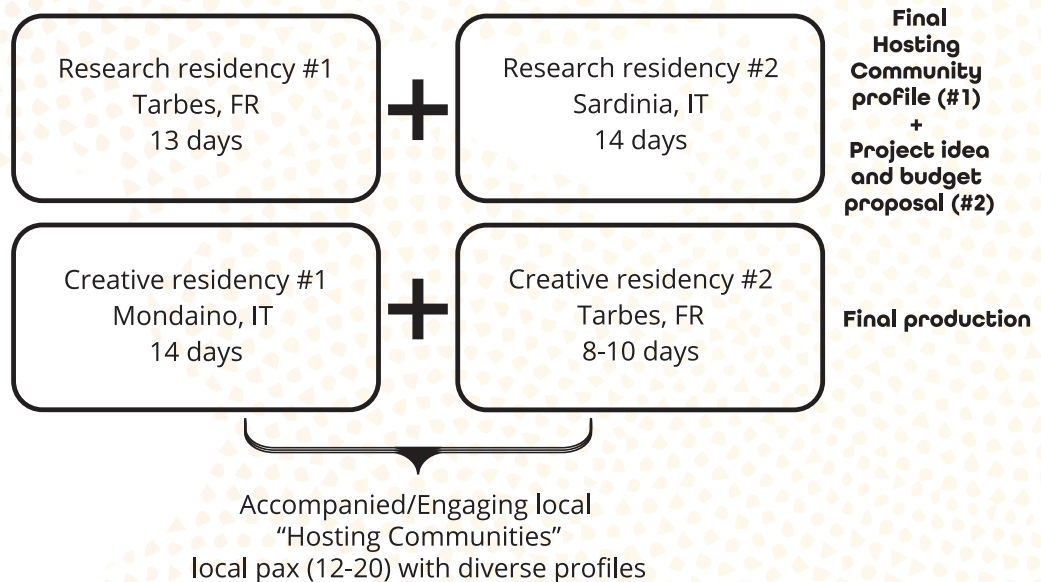 Research residency #1
Tarbes, FR
13 days
+
Research residency #2
Sardinia, IT
14 days
Final
Hosting
Community
profile (#1)
+
Project idea
and budget
proposal (#2)
Creative residency #1
Mondaino, IT
14 days
+
Creative residency #2
Tarbes, FR
8-10 days
Final production
Accompanied/Engaging local
“Hosting Communities”
local pax (12-20) with diverse profiles